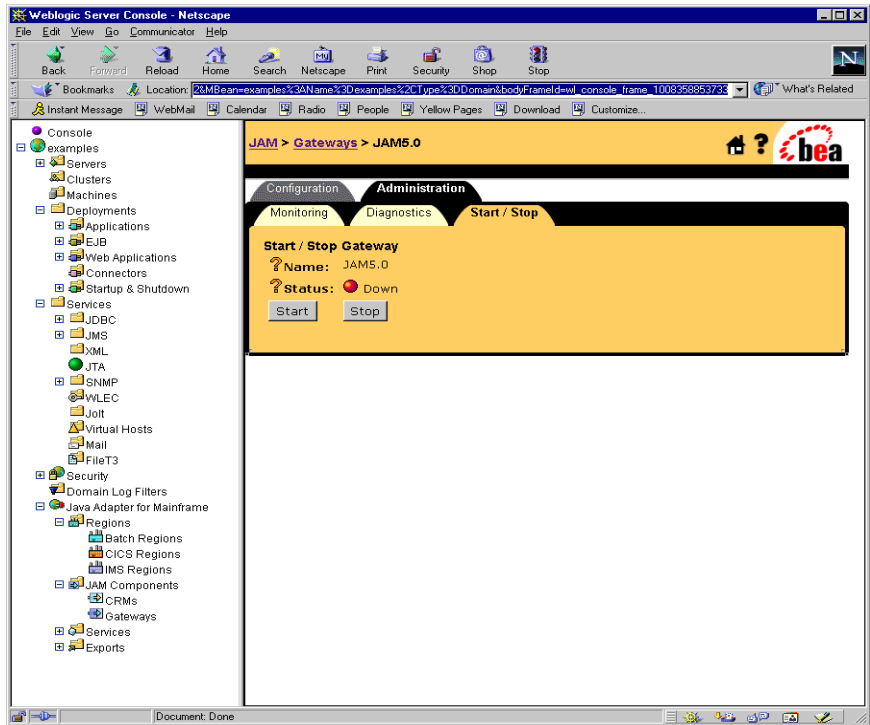 Weblogic Server Console - Netscape
File Edit View Go Communicator Help
Back Forward Reload Home Search Netscape Print Security Shop Stop
My
N
Bookmarks Location: 2&MBean=examples%3AName%3Dexamples%2CType%3DDomain&bodyFrameId=wl_console_frame_1008358853733 What's Related
Instant Message WebMail Calendar Radio People Yellow Pages Download Customize...
Console
examples
Servers
Clusters
Machines
Deployments
Applications
EJB
Web Applications
Connectors
Startup & Shutdown
Services
JDBC
JMS
XML
JTA
SNMP
WLEC
Jolt
Virtual Hosts
Mail
FileT3
Security
Domain Log Filters
Java Adapter for Mainframe
Regions
Batch Regions
CICS Regions
IMS Regions
JAM Components
CRMs
Gateways
Services
Exports
JAM > Gateways > JAM5.0
? bea
Configuration Administration
Monitoring Diagnostics Start / Stop
Start / Stop Gateway
? Name: JAM5.0
? Status: Down
Start Stop
Document: Done